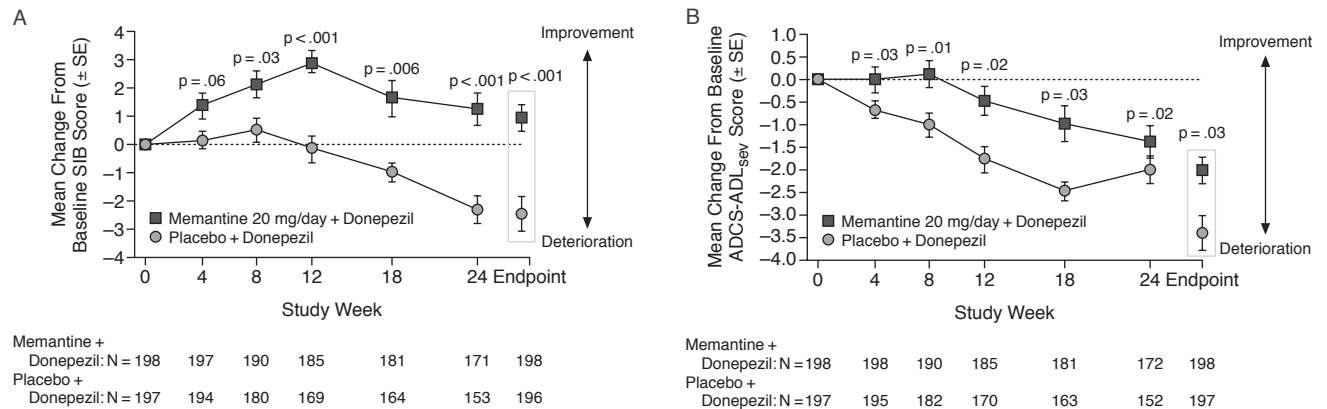 A
Mean Change From
Baseline SIB Score (± SE)
4
3
2
1
0
−1
−2
−3
−4
p = .06
p = .03
p < .001
p = .006
p <.001
p <.001
Improvement
Deterioration
Memantine 20 mg/day + Donepezil
Placebo + Donepezil
0 4 8 12 18 24 Endpoint
Study Week
Memantine +
Donepezil: N = 198 197 190 185 181 171 198
Placebo +
Donepezil: N = 197 194 180 169 164 153 196
B
Mean Change From Baseline
ADCS-ADLsev Score (± SE)
1.0
0.5
0.0
−0.5
−1.0
−1.5
−2.0
−2.5
−3.0
−3.5
−4.0
p = .03
p = .01
p = .02
p = .03
p = .02
p = .03
Improvement
Deterioration
Memantine 20 mg/day + Donepezil
Placebo + Donepezil
0 4 8 12 18 24 Endpoint
Study Week
Memantine +
Donepezil: N = 198 198 190 185 181 172 198
Placebo +
Donepezil: N = 197 195 182 170 163 152 197